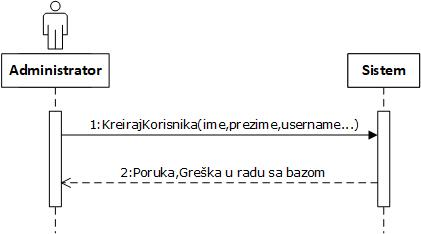 Administrator
Sistem
1:KreirajKorisnika(ime,prezime,username...)
2:Poruka,Greška u radu sa bazom